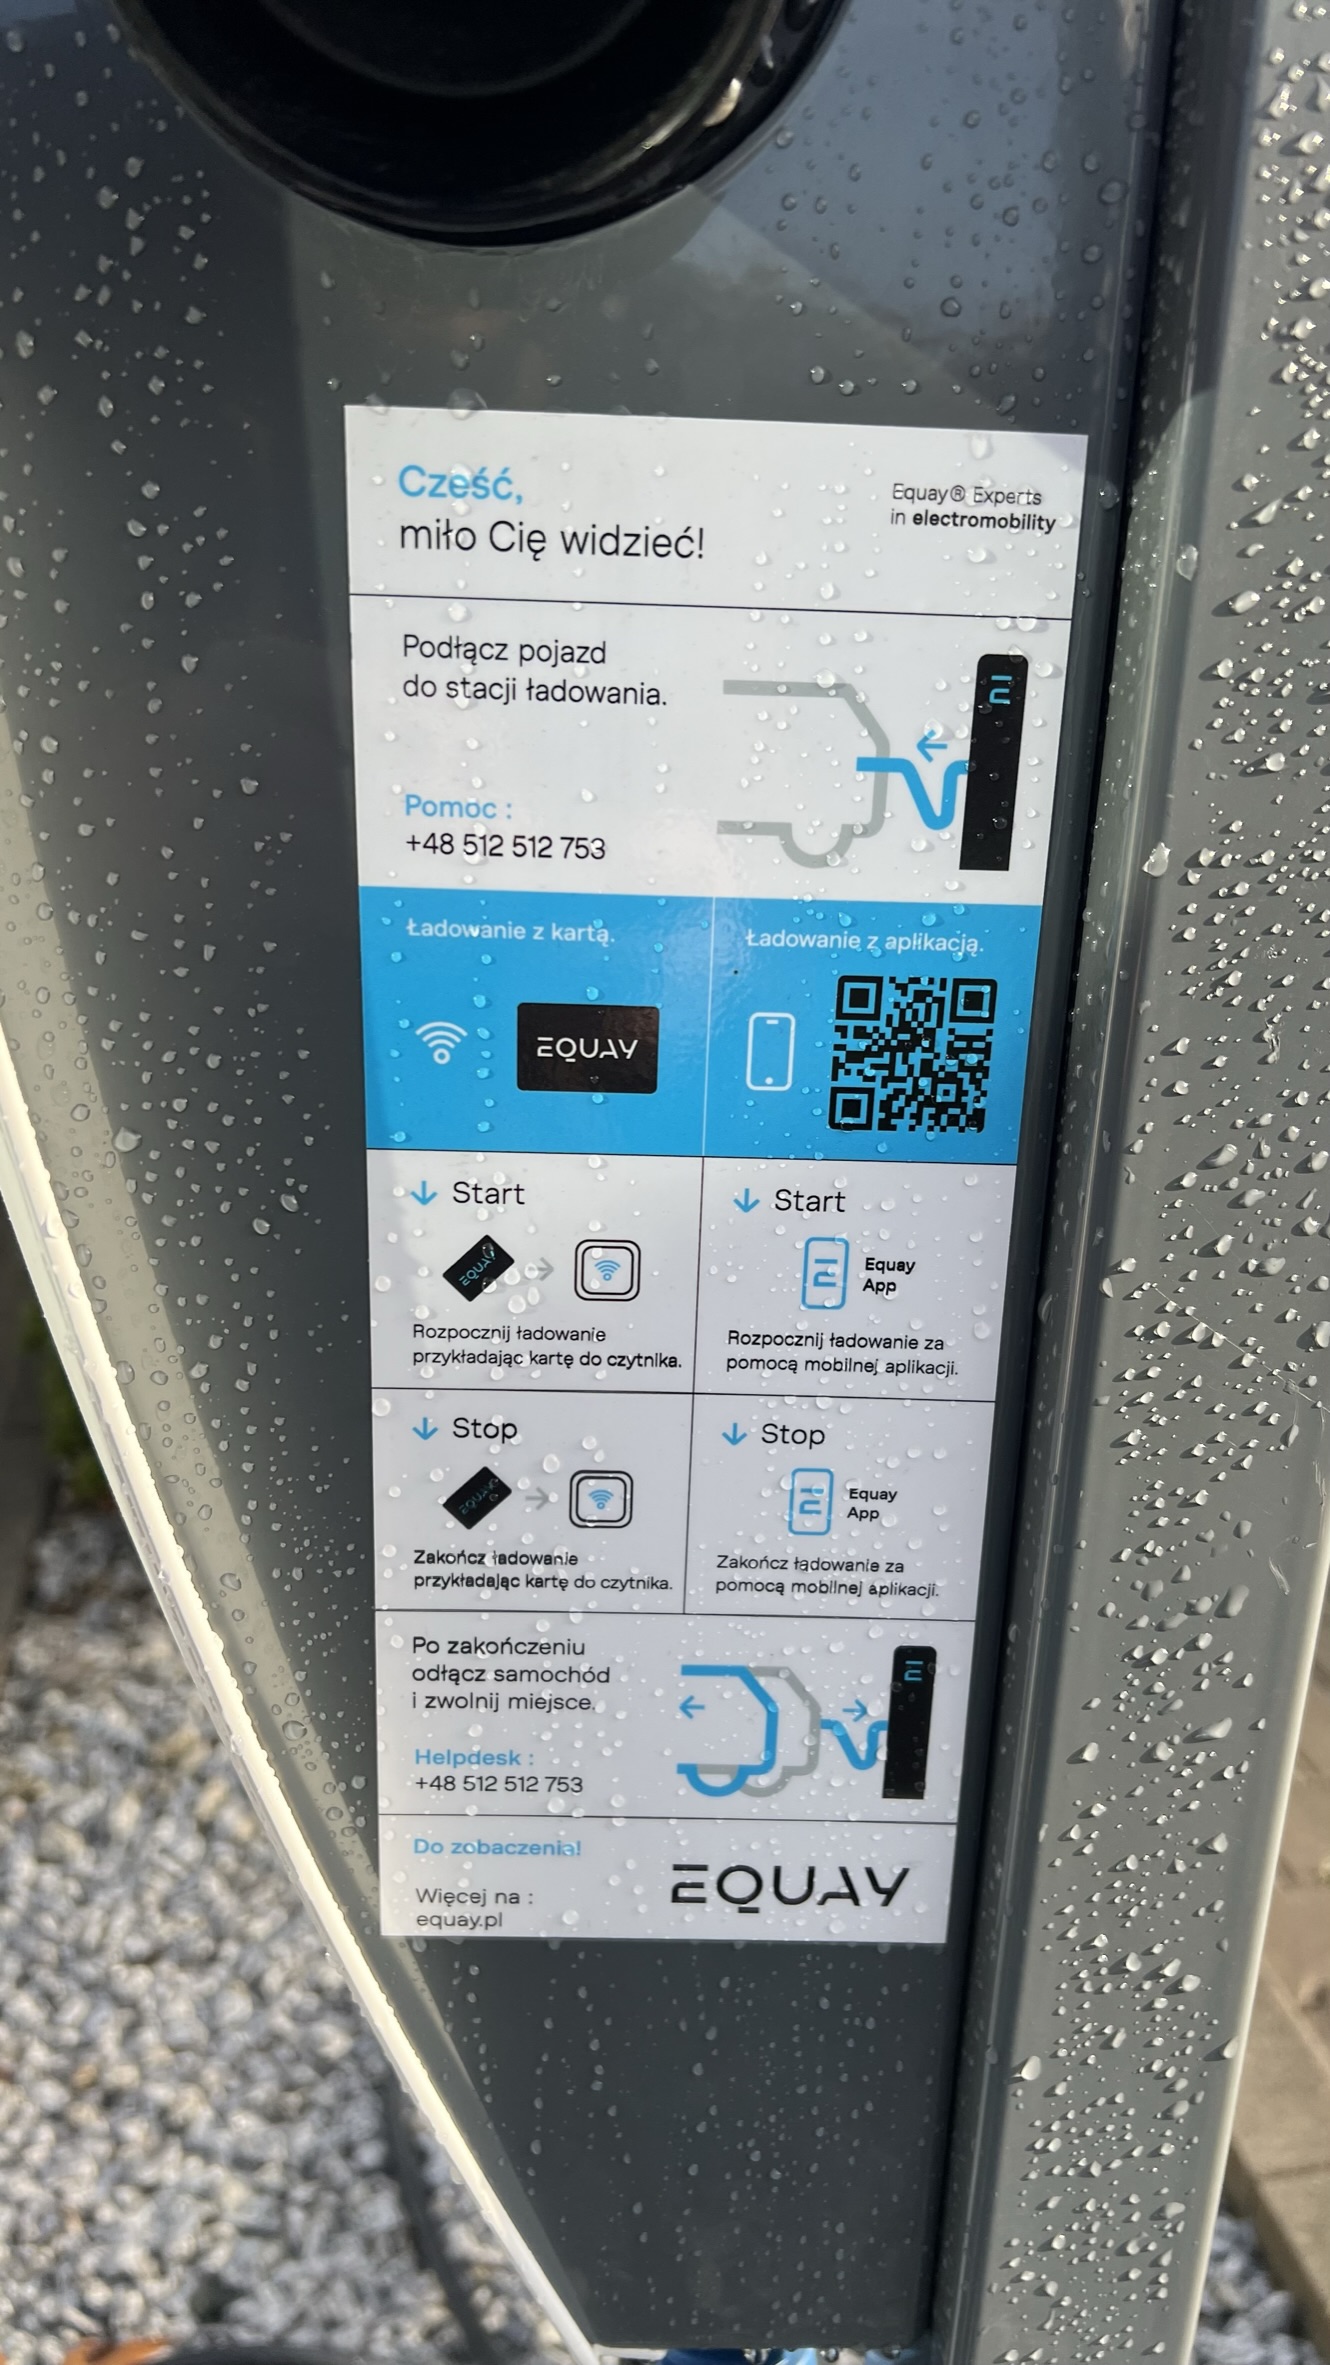 Cześć,
miło Cię widzieć!
Equay® Experts
in electromobility
Podłącz pojazd
do stacji ładowania.
Pomoc :
+48 512 512 753
Ładowanie z kartą.
EQUAY
Ładowanie z aplikacją.
Start
EQUAY
Rozpocznij ładowanie
przykładając kartę do czytnika.
Start
Equay
App
Rozpocznij ładowanie za
pomocą mobilnej aplikacji.
Stop
EQUAY
Zakończ ładowanie
przykładając kartę do czytnika.
Stop
Equay
App
Zakończ ładowanie za
pomocą mobilnej aplikacji.
Po zakończeniu
odłącz samochód
i zwolnij miejsce.
Helpdesk :
+48 512 512 753
Do zobaczenia!
Więcej na :
equay.pl
EQUAY